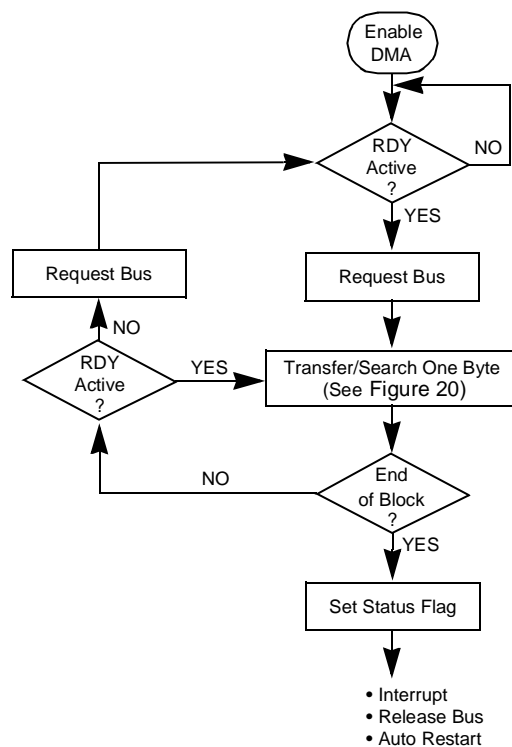 Enable
DMA
RDY
Active
?
NO
YES
Request Bus
Request Bus
NO
RDY
Active
?
YES
Transfer/Search One Byte
(See Figure 20)
NO
End
of Block
?
YES
Set Status Flag
• Interrupt
• Release Bus
• Auto Restart